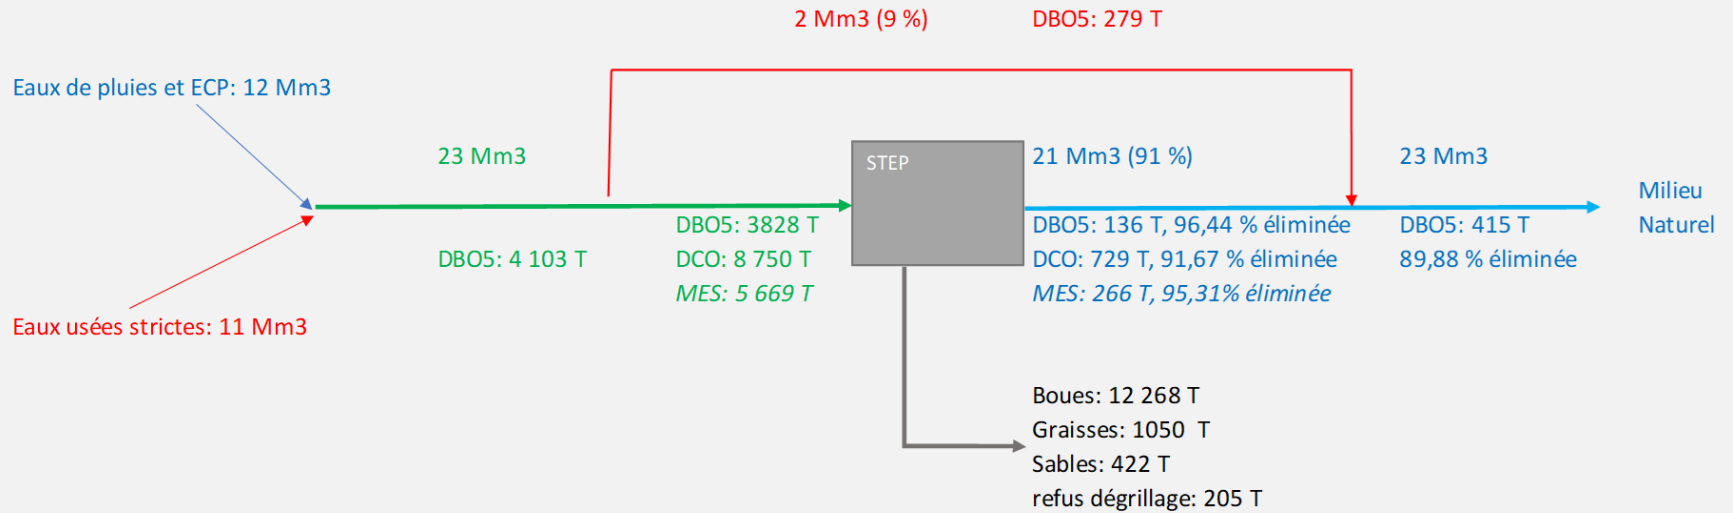 2 Mm3 (9 %)
DBO5: 279 T
Eaux de pluies et ECP: 12 Mm3
23 Mm3
STEP
21 Mm3 (91 %)
23 Mm3
Milieu
Naturel
DBO5: 4 103 T
DBO5: 3828 T
DCO: 8 750 T
MES: 5 669 T
DBO5: 136 T, 96,44 % éliminée
DCO: 729 T, 91,67 % éliminée
MES: 266 T, 95,31% éliminée
DBO5: 415 T
89,88 % éliminée
Eaux usées strictes: 11 Mm3
Boues: 12 268 T
Graisses: 1050 T
Sables: 422 T
refus dégrillage: 205 T